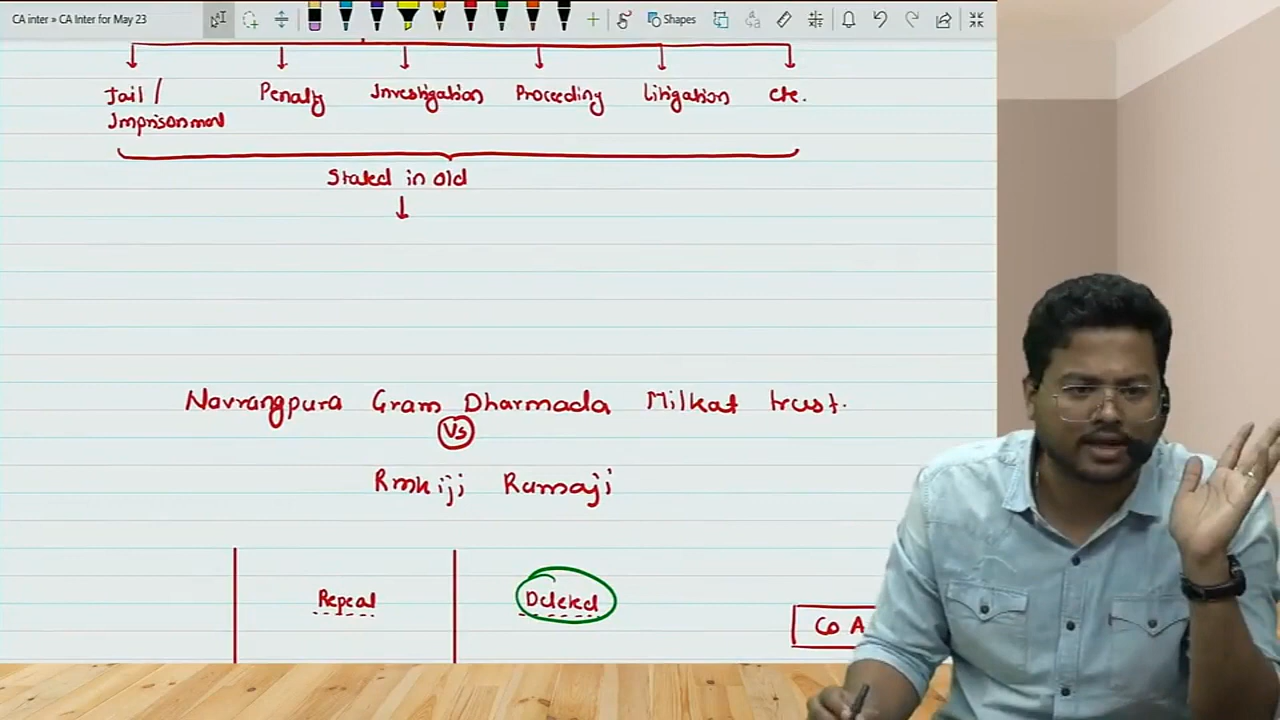 CA inter » CA Inter for May 23
Shapes
Jail / Penalty Investigation Proceeding Litigation etc.
Imprisonment
Stated in old
Navrangpura Gram Dharmada Milkat trust.
Vs
Rmkiji Ramaji
Repeal Deleted
Co A